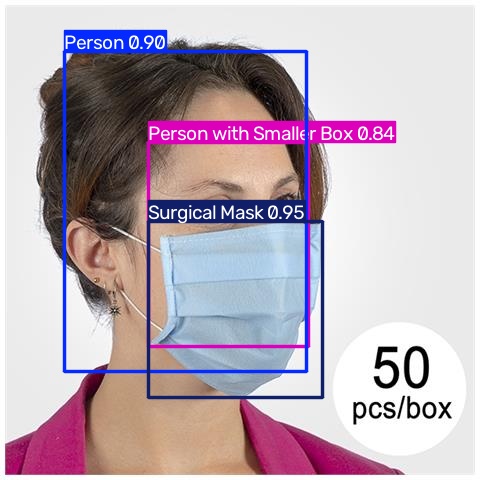 Person 0.90
Person with Smaller Box 0.84
Surgical Mask 0.95
50
pcs/box